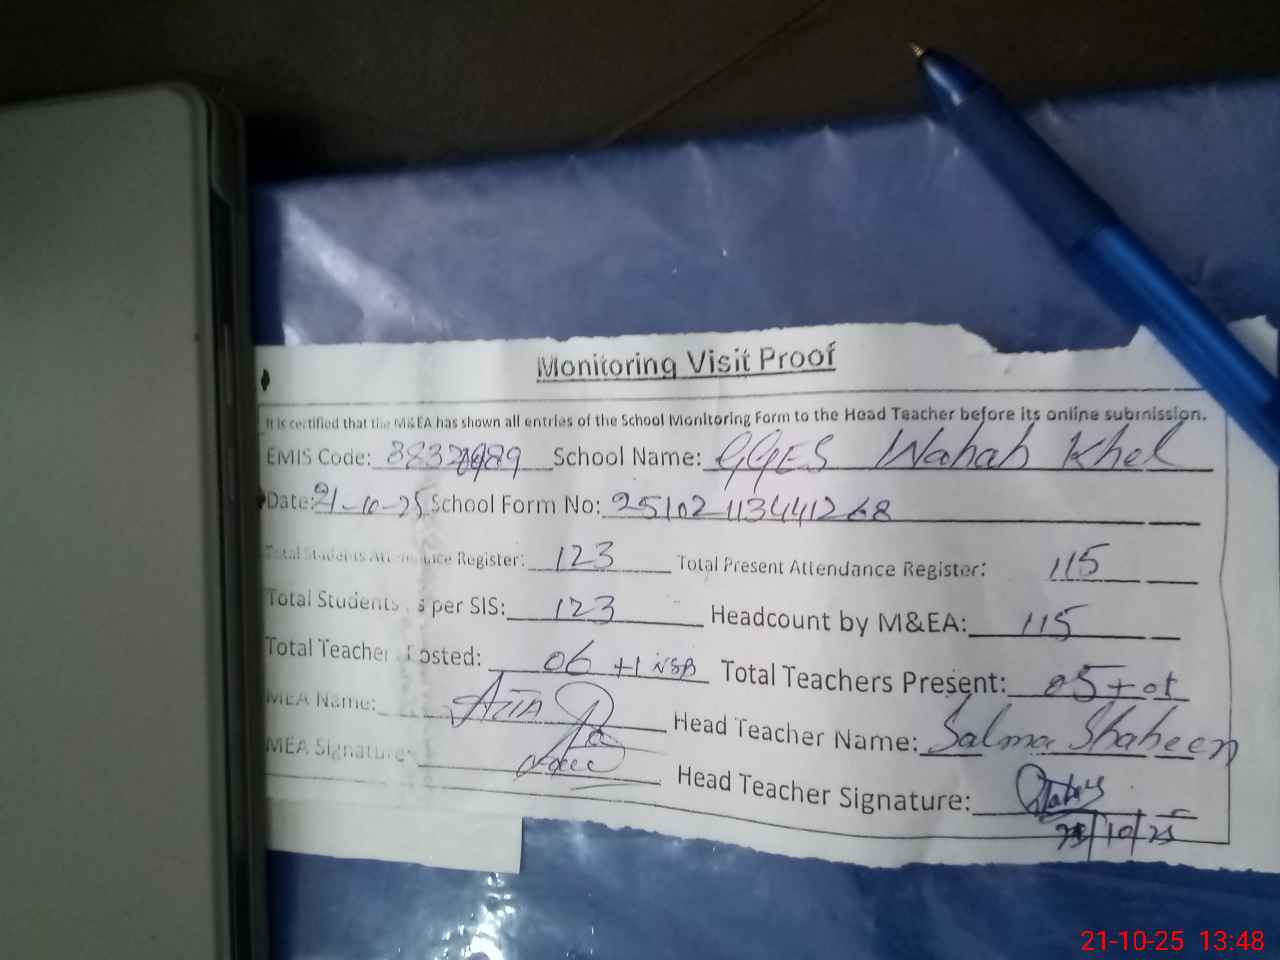 Monitoring Visit Proof
It is certified that the M&EA has shown all entries of the School Monitoring Form to the Head Teacher before its online submission.
EMIS Code: School Name: GGES Wahab Khel
Date: 21-10-25 School Form No: 25102113441268
Total Students Attendance Register: 123 Total Present Attendance Register: 115
Total Students as per SIS: 123 Headcount by M&EA: 115
Total Teacher Posted: 06 +1 NSB Total Teachers Present: 05+01
MEA Name: Head Teacher Name: Salma Shaheen
MEA Signature: Head Teacher Signature:
/10/25
21-10-25 13:48